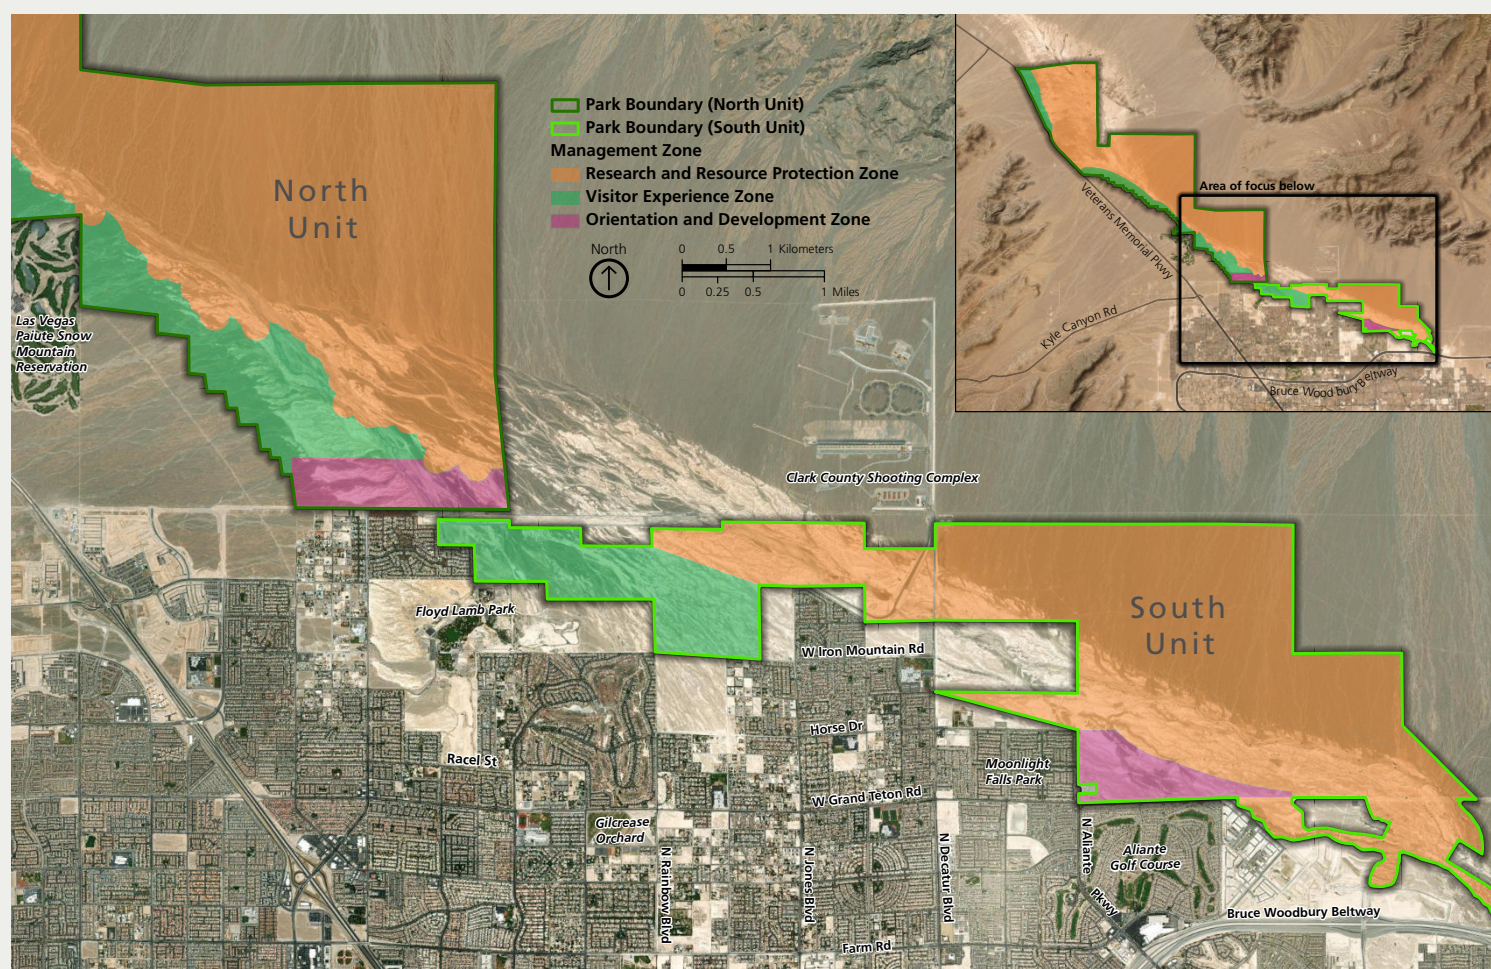 Park Boundary (North Unit)
Park Boundary (South Unit)
Management Zone
Research and Resource Protection Zone
Visitor Experience Zone
Orientation and Development Zone
North
0 0.5 1 Kilometers
0 0.25 0.5 1 Miles
Area of focus below
Veterans Memorial Pkwy
Kyle Canyon Rd
Bruce Woodbury Beltway
North
Unit
Las Vegas
Paiute Snow
Mountain
Reservation
Clark County Shooting Complex
South
Unit
Floyd Lamb Park
W Iron Mountain Rd
Horse Dr
Racel St
Moonlight
Falls Park
W Grand Teton Rd
Gilcrease
Orchard
N Rainbow Blvd
N Jones Blvd
N Decatur Blvd
N Aliante
Pkwy
Aliante
Golf Course
Bruce Woodbury Beltway
Farm Rd